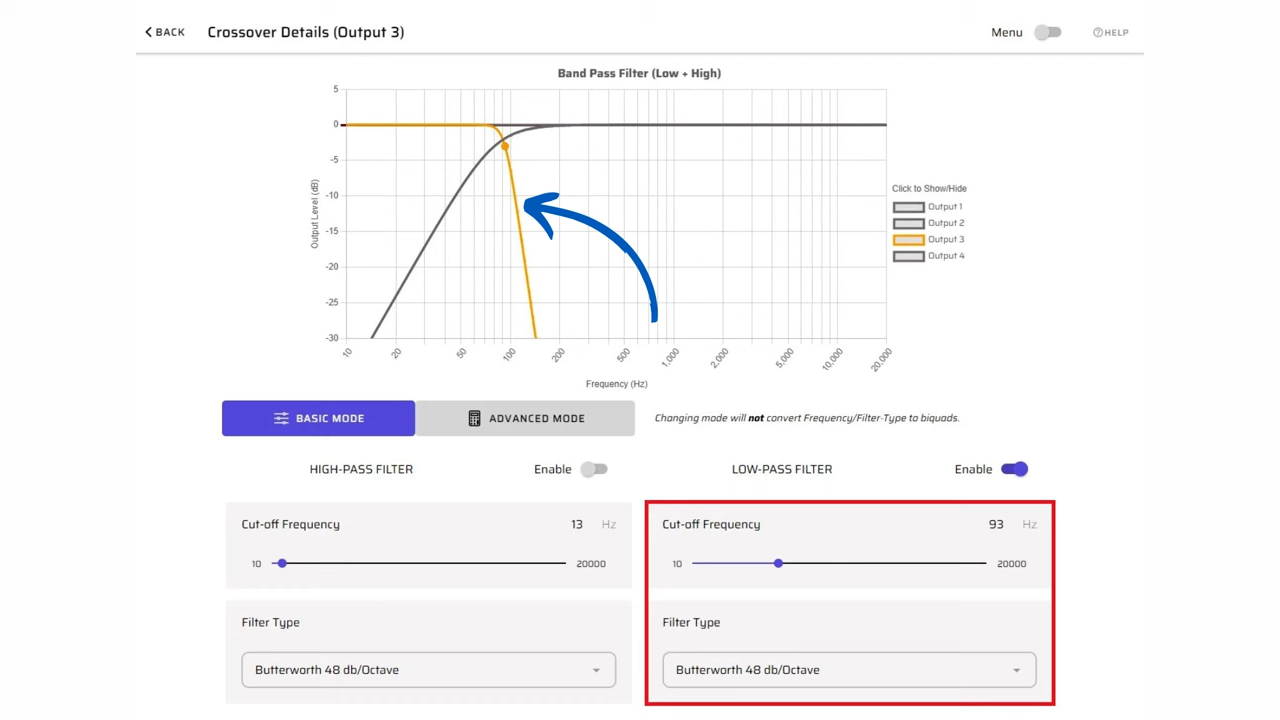 BACK
Crossover Details (Output 3)
Menu
HELP
Band Pass Filter (Low + High)
5
0
-5
-10
-15
-20
-25
-30
Output Level (dB)
10
20
50
100
200
500
1,000
2,000
5,000
10,000
20,000
Frequency (Hz)
Click to Show/Hide
Output 1
Output 2
Output 3
Output 4
BASIC MODE
ADVANCED MODE
Changing mode will not convert Frequency/Filter-Type to biquads.
HIGH-PASS FILTER
Enable
Cut-off Frequency
13 Hz
10
20000
Filter Type
Butterworth 48 db/Octave
LOW-PASS FILTER
Enable
Cut-off Frequency
93 Hz
10
20000
Filter Type
Butterworth 48 db/Octave